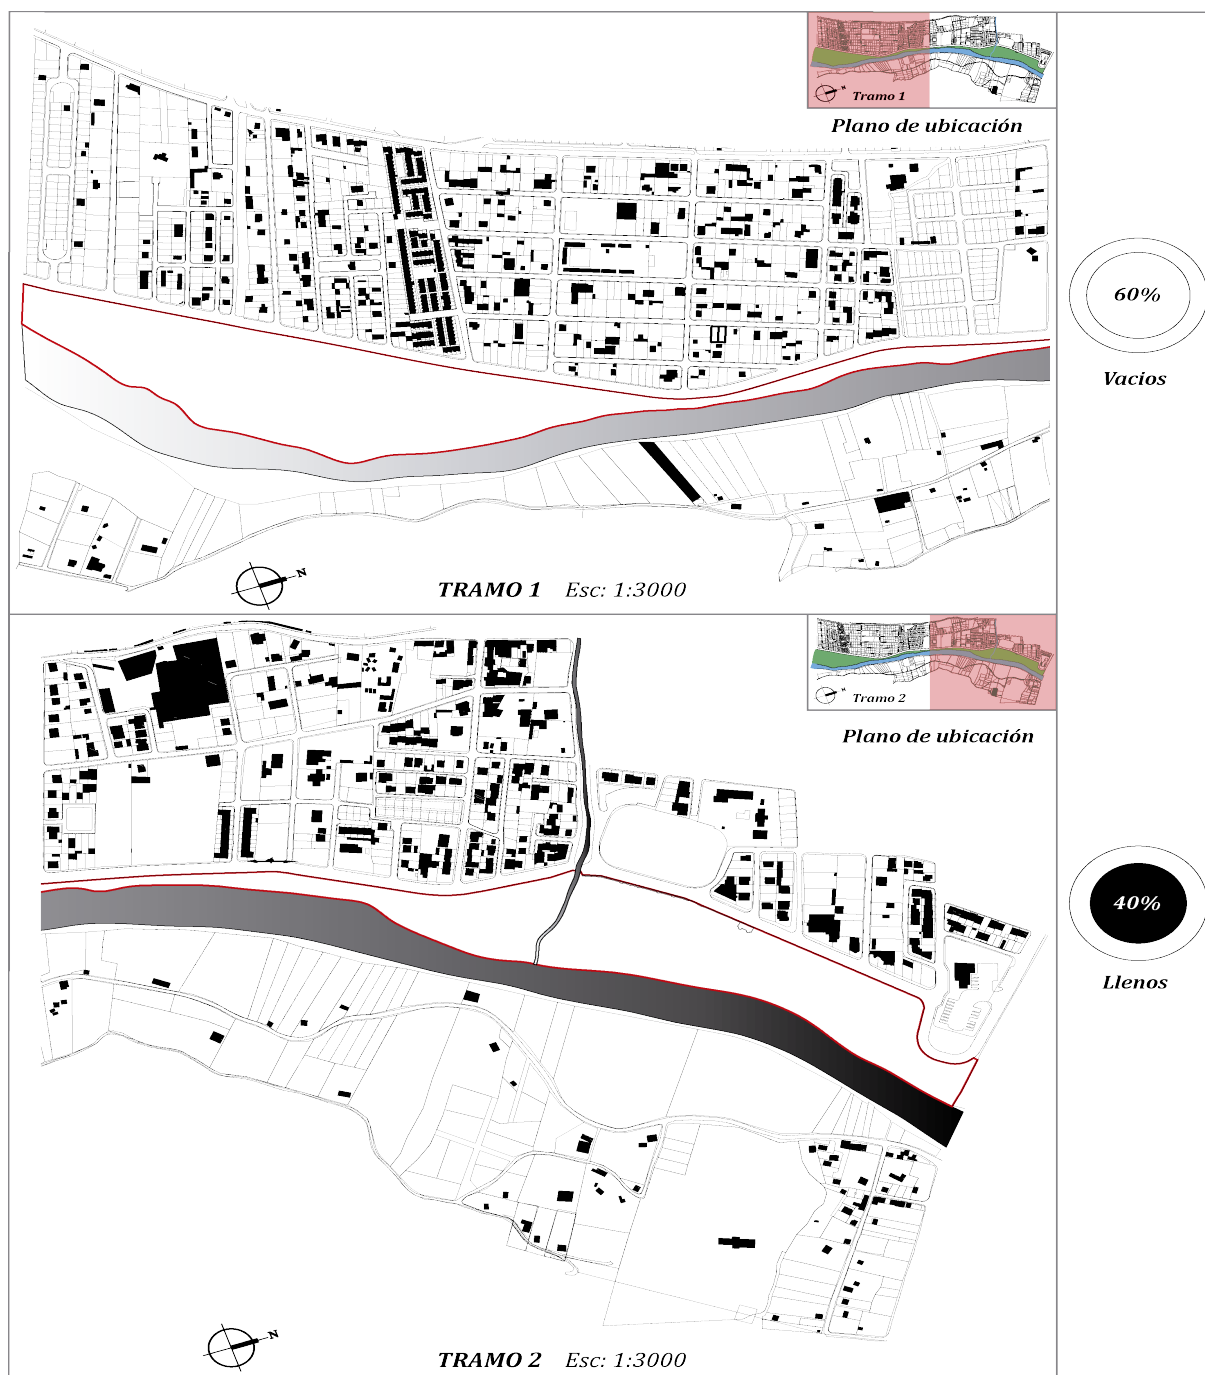 N
Tramo 1
Plano de ubicación
60%
Vacios
N
TRAMO 1 Esc: 1:3000
N
Tramo 2
Plano de ubicación
40%
Llenos
N
TRAMO 2 Esc: 1:3000